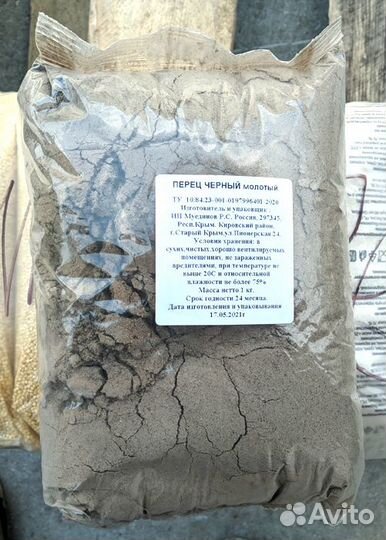 ПЕРЕЦ ЧЕРНЫЙ молотый.
ТУ 10.84.23-001-0197996401-2020
Изготовитель и упаковщик
ИП Муединов Р.С. Россия, 297345,
Респ.Крым. Кировский район,
г.Старый Крым.ул Пионерская 24
Условия хранения: в
сухих,чистых,хорошо вентилируемых
помещениях, не зараженных
вредителями, при температуре не
выше 20С и относительной
влажности не более 75%
Масса нетто 1 кг.
Срок годности 24 месяца.
Дата изготовления и упаковывания
17.05.2021г
Avito